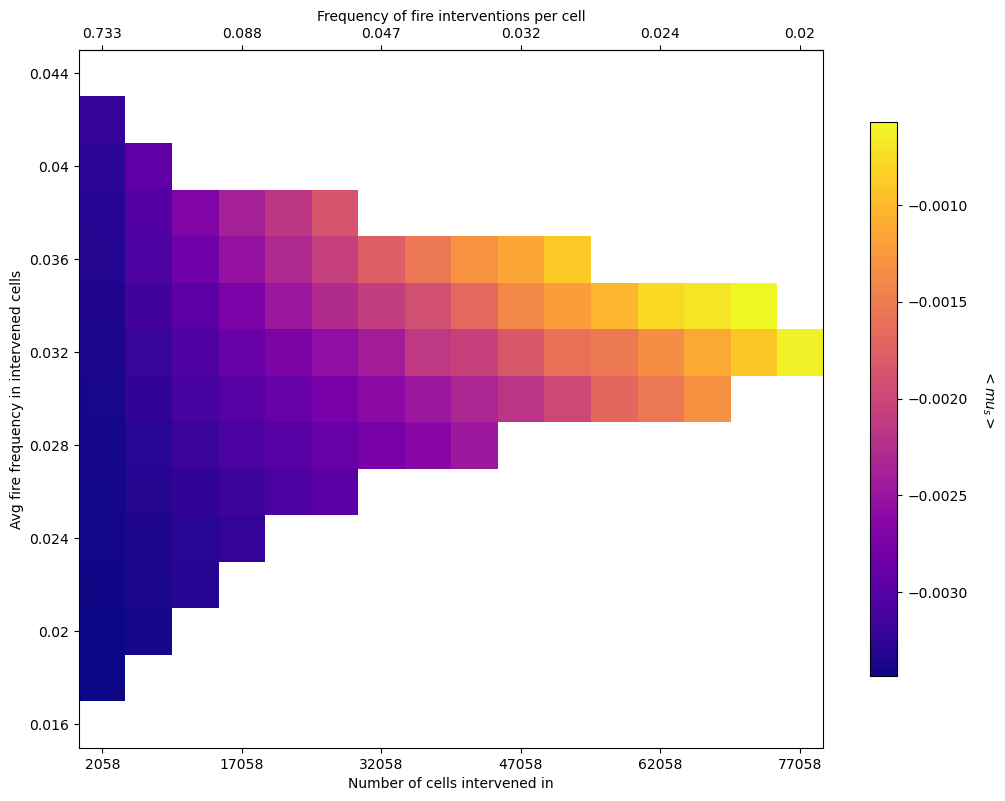 Frequency of fire interventions per cell
0.733 0.088 0.047 0.032 0.024 0.02
0.044
0.04
0.036
0.032
0.028
0.024
0.02
0.016
Avg fire frequency in intervened cells
2058 17058 32058 47058 62058 77058
Number of cells intervened in
−0.0010
−0.0015
−0.0020
−0.0025
−0.0030
< mu_s >